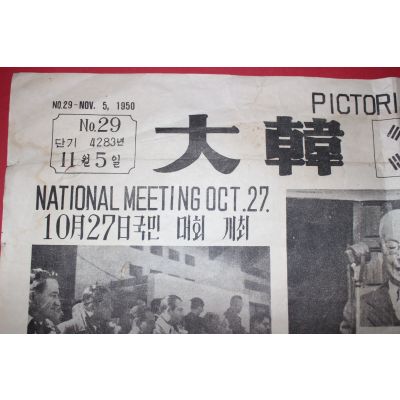 NO.29-NOV. 5, 1950
PICTORI
No.29
단기 4283년
11월5일
大韓
NATIONAL MEETING OCT.27.
10月27日국민 대회 개최